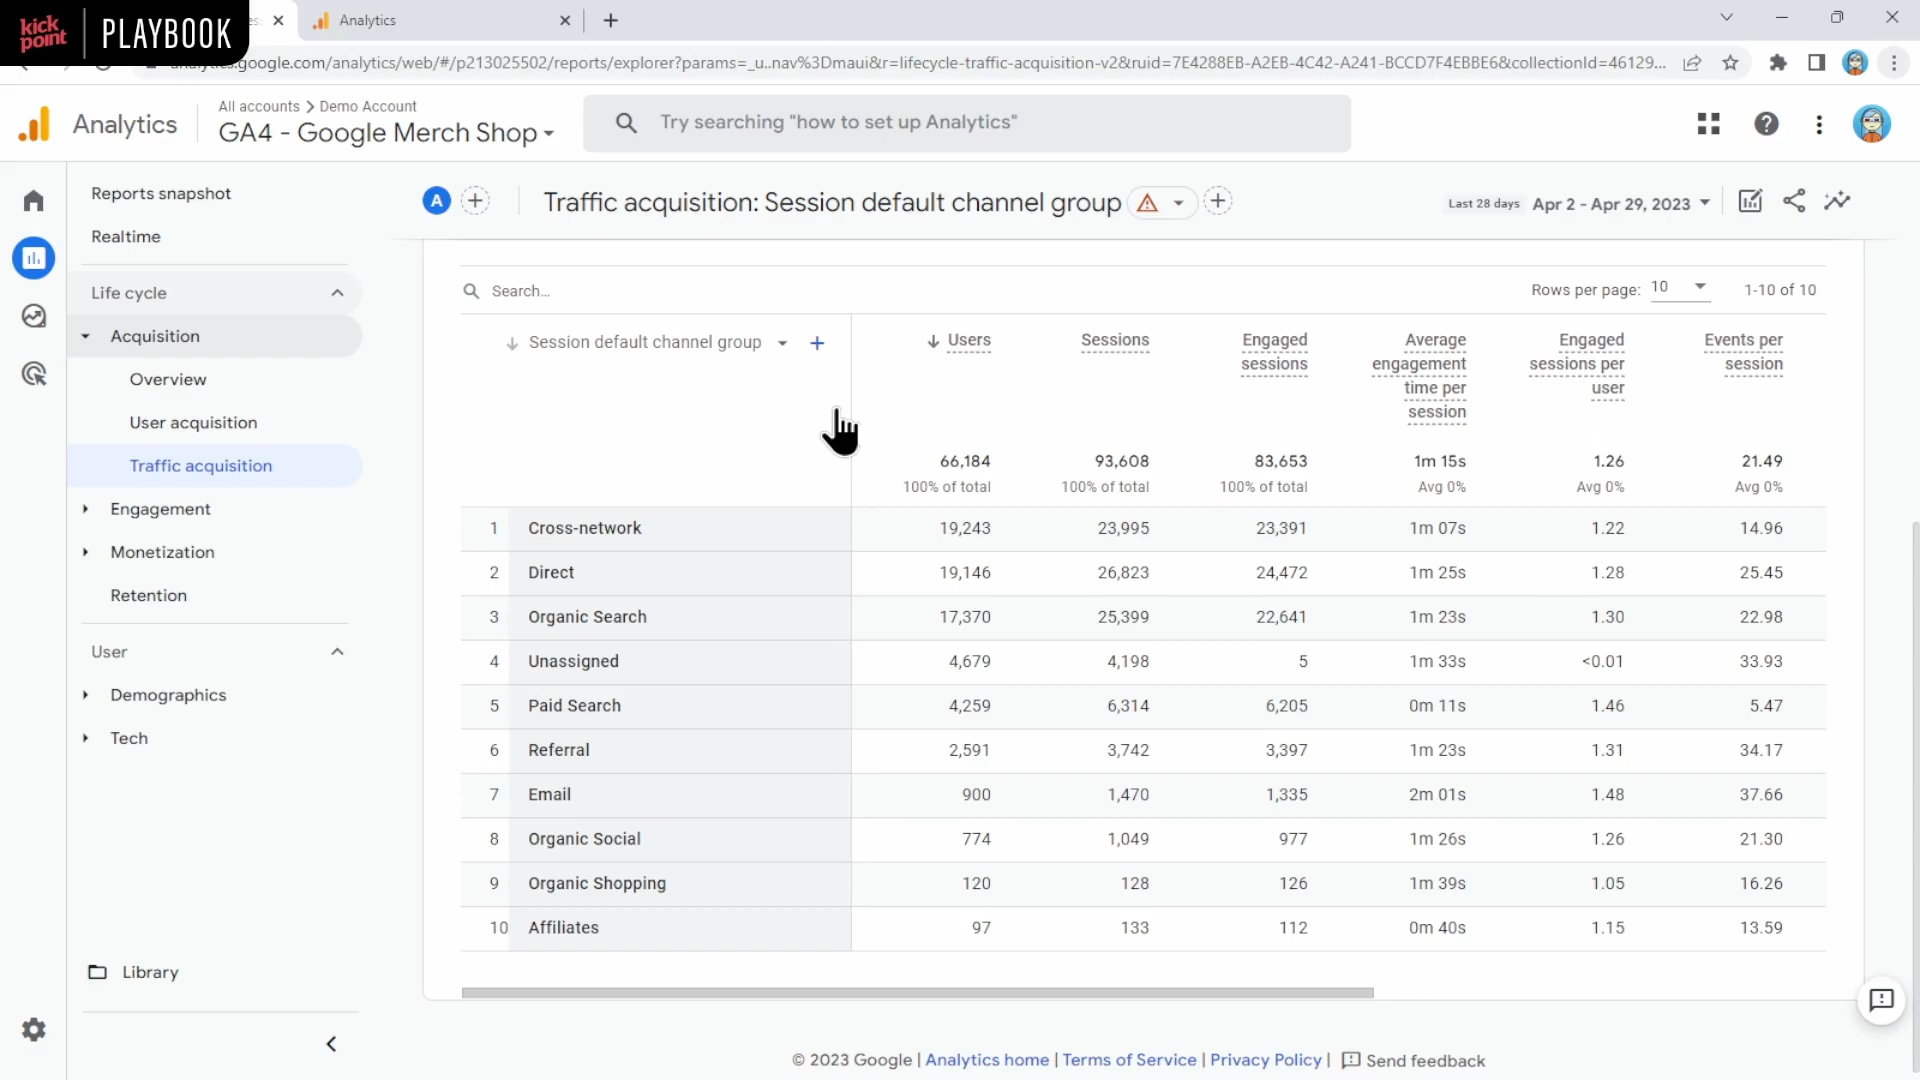 kick
point
PLAYBOOK
Analytics
analytics.google.com/analytics/web/#/p213025502/reports/explorer?params=_u..nav%3Dmaui&r=lifecycle-traffic-acquisition-v2&ruid=7E4288EB-A2EB-4C42-A241-BCCD7F4EBBE6&collectionId=46129...
Analytics
All accounts > Demo Account
GA4 - Google Merch Shop
Try searching "how to set up Analytics"
Reports snapshot
Realtime
Life cycle
Acquisition
Overview
User acquisition
Traffic acquisition
Engagement
Monetization
Retention
User
Demographics
Tech
Library
A
Traffic acquisition: Session default channel group
Last 28 days Apr 2 - Apr 29, 2023
Search...
Rows per page: 10 1-10 of 10
Session default channel group
Users
Sessions
Engaged
sessions
Average
engagement
time per
session
Engaged
sessions per
user
Events per
session
66,184 93,608 83,653 1m 15s 1.26 21.49
100% of total 100% of total 100% of total Avg 0% Avg 0% Avg 0%
1 Cross-network 19,243 23,995 23,391 1m 07s 1.22 14.96
2 Direct 19,146 26,823 24,472 1m 25s 1.28 25.45
3 Organic Search 17,370 25,399 22,641 1m 23s 1.30 22.98
4 Unassigned 4,679 4,198 5 1m 33s <0.01 33.93
5 Paid Search 4,259 6,314 6,205 0m 11s 1.46 5.47
6 Referral 2,591 3,742 3,397 1m 23s 1.31 34.17
7 Email 900 1,470 1,335 2m 01s 1.48 37.66
8 Organic Social 774 1,049 977 1m 26s 1.26 21.30
9 Organic Shopping 120 128 126 1m 39s 1.05 16.26
10 Affiliates 97 133 112 0m 40s 1.15 13.59
© 2023 Google | Analytics home | Terms of Service | Privacy Policy | Send feedback